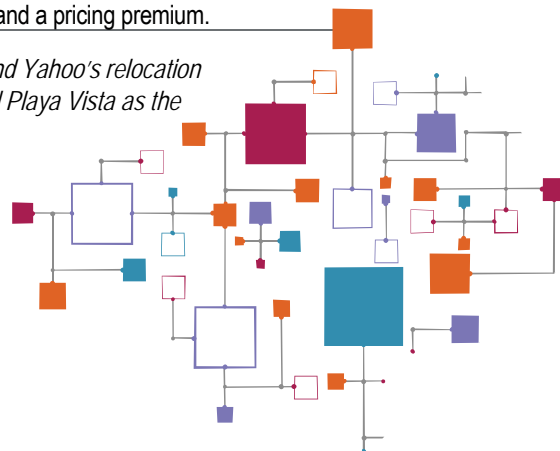 and a pricing premium.
nd Yahoo's relocation
Playa Vista as the